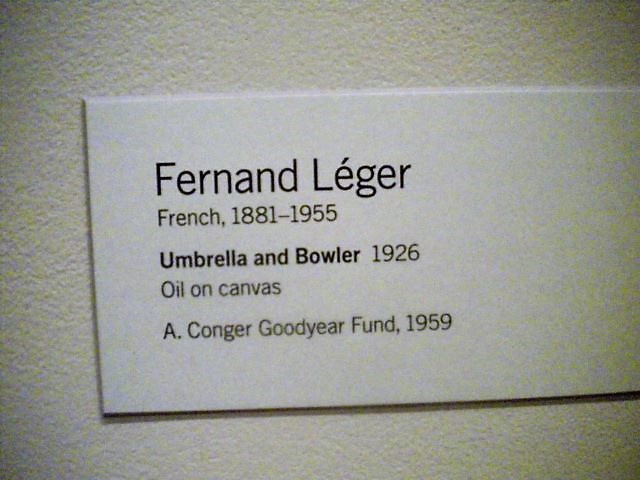 Fernand Léger
French, 1881–1955
Umbrella and Bowler 1926
Oil on canvas
A. Conger Goodyear Fund, 1959